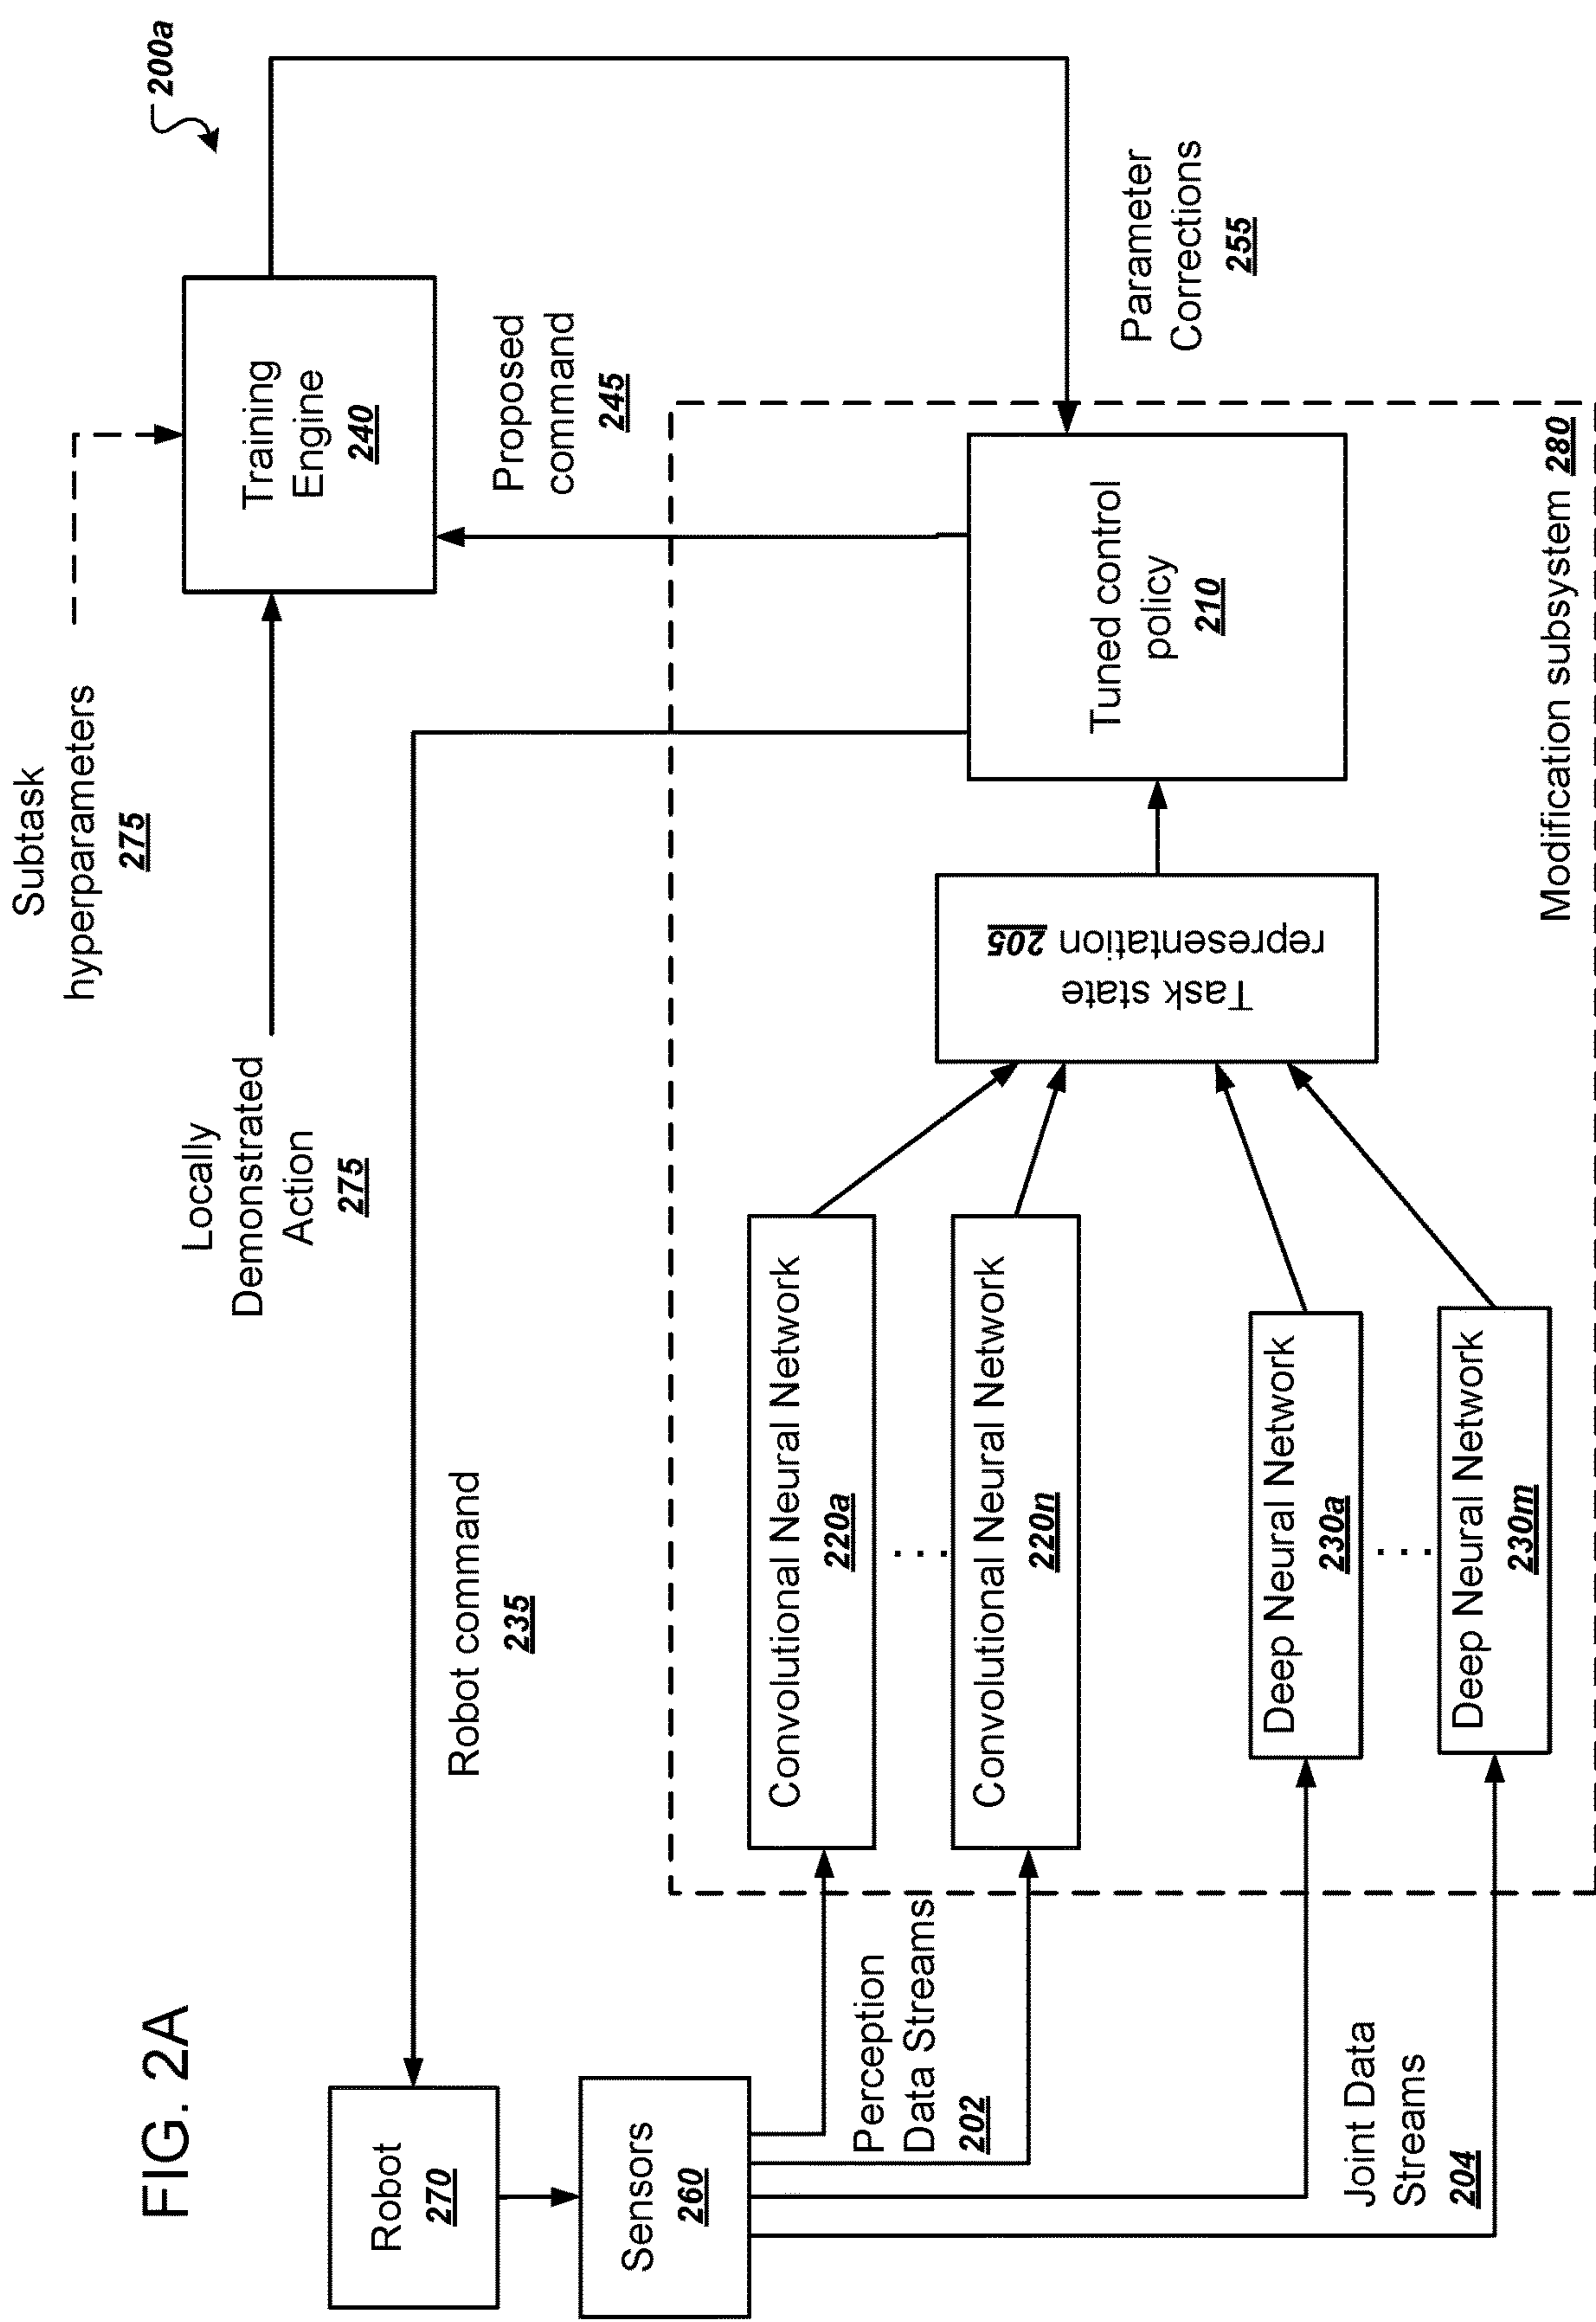 FIG. 2A
200a
Subtask
hyperparameters
275
Locally
Demonstrated
Action
275
Training
Engine
240
Robot
270
Robot command
235
Proposed
command
245
Sensors
260
Perception
Data Streams
202
Joint Data
Streams
204
Convolutional Neural Network
220a
...
Convolutional Neural Network
220n
Deep Neural Network
230a
...
Deep Neural Network
230m
Task state
representation 205
Tuned control
policy
210
Parameter
Corrections
255
Modification subsystem 280